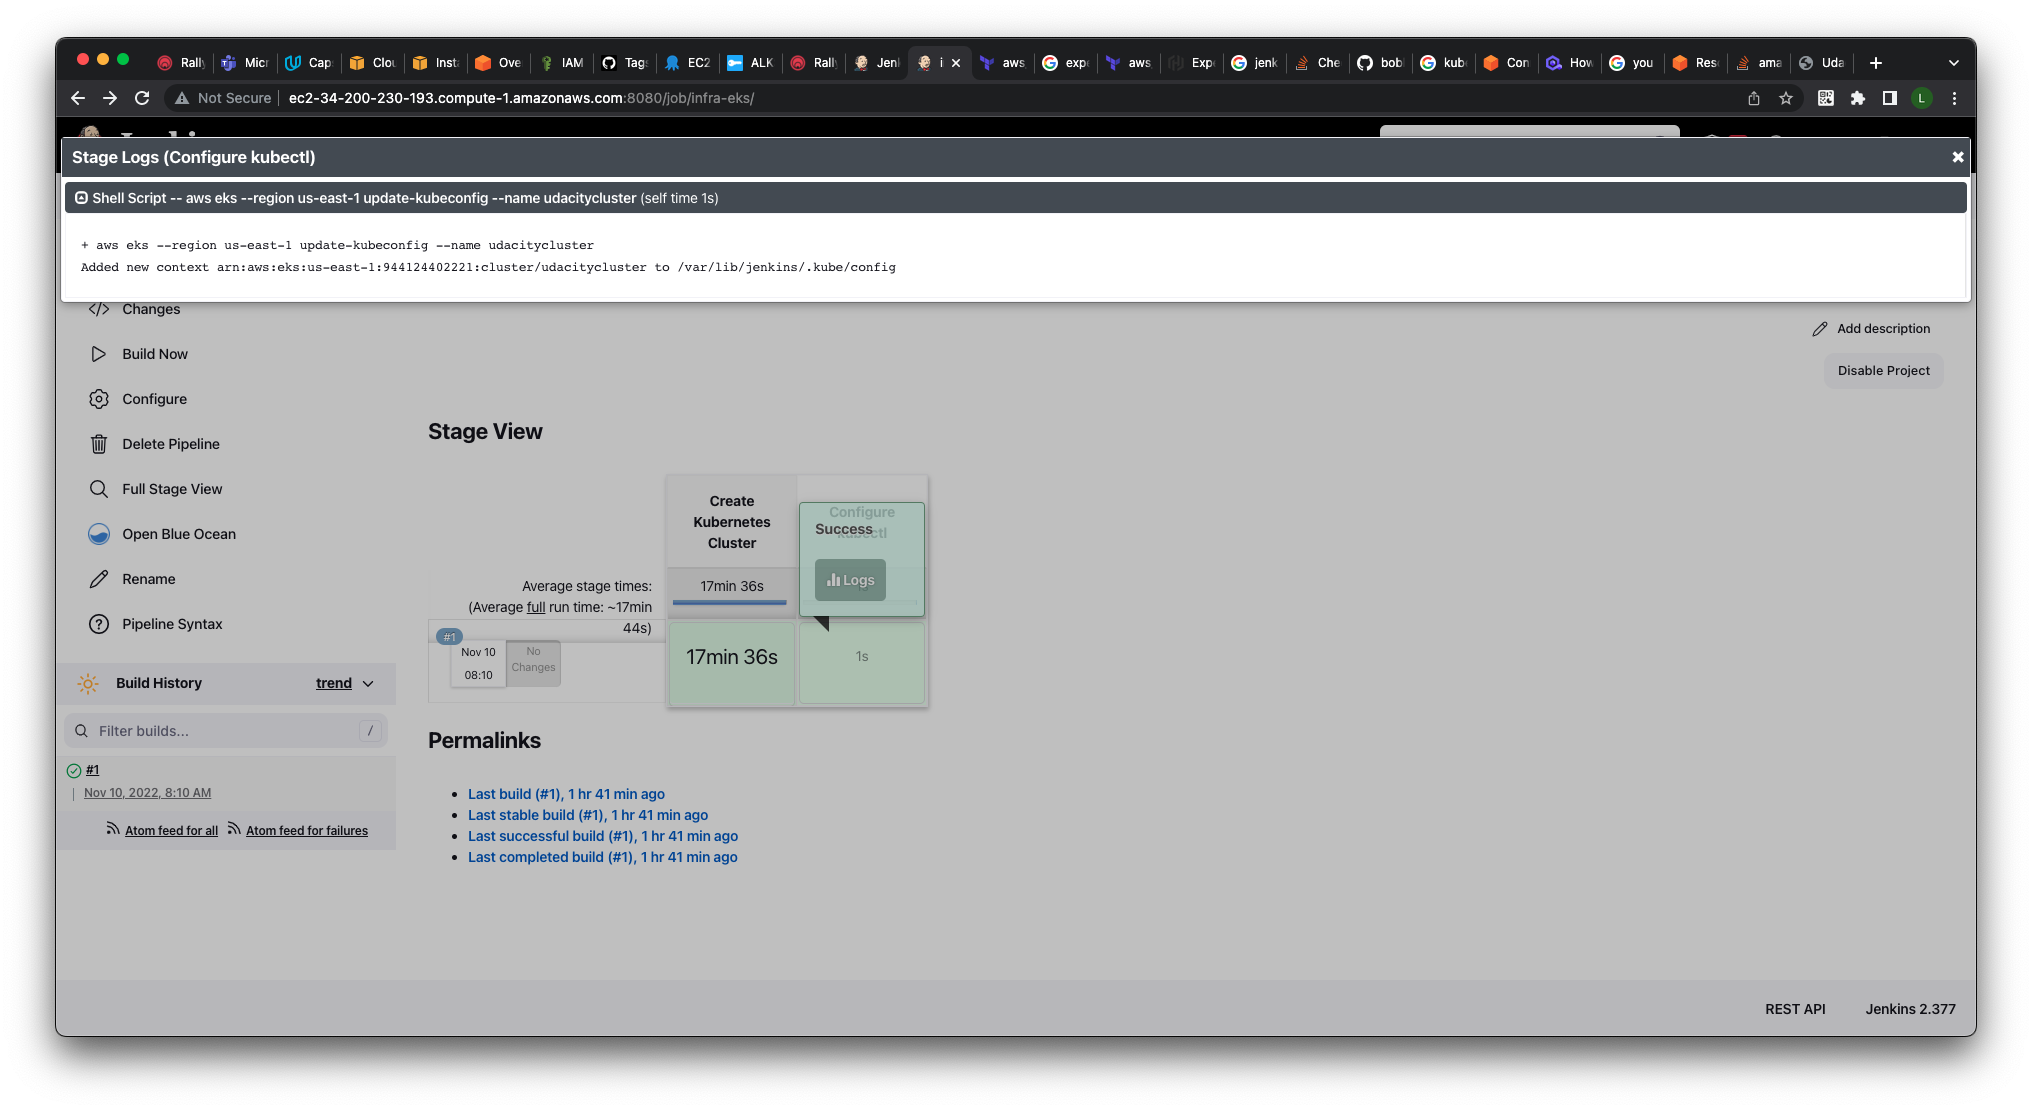 Rally
Micr
Cap
Clou
Insta
Ove
IAM
Tags
EC2
ALK
Rally
Jenk
i
aws
expe
aws
Expe
jenk
Che
bob
kube
Con
How
you
Res
ama
Uda
Not Secure
ec2-34-200-230-193.compute-1.amazonaws.com:8080/job/infra-eks/
L
Stage Logs (Configure kubectl)
Shell Script -- aws eks --region us-east-1 update-kubeconfig --name udacitycluster (self time 1s)
+ aws eks --region us-east-1 update-kubeconfig --name udacitycluster
Added new context arn:aws:eks:us-east-1:944124402221:cluster/udacitycluster to /var/lib/jenkins/.kube/config
Changes
Build Now
Configure
Delete Pipeline
Full Stage View
Open Blue Ocean
Rename
Pipeline Syntax
Build History
trend
Filter builds...
/
#1
Nov 10, 2022, 8:10 AM
Atom feed for all
Atom feed for failures
Add description
Disable Project
Stage View
Create
Kubernetes
Cluster
Configure
kubectl
Success
Logs
Average stage times:
(Average full run time: ~17min
44s)
17min 36s
#1
Nov 10
08:10
No
Changes
17min 36s
1s
Permalinks
Last build (#1), 1 hr 41 min ago
Last stable build (#1), 1 hr 41 min ago
Last successful build (#1), 1 hr 41 min ago
Last completed build (#1), 1 hr 41 min ago
REST API
Jenkins 2.377